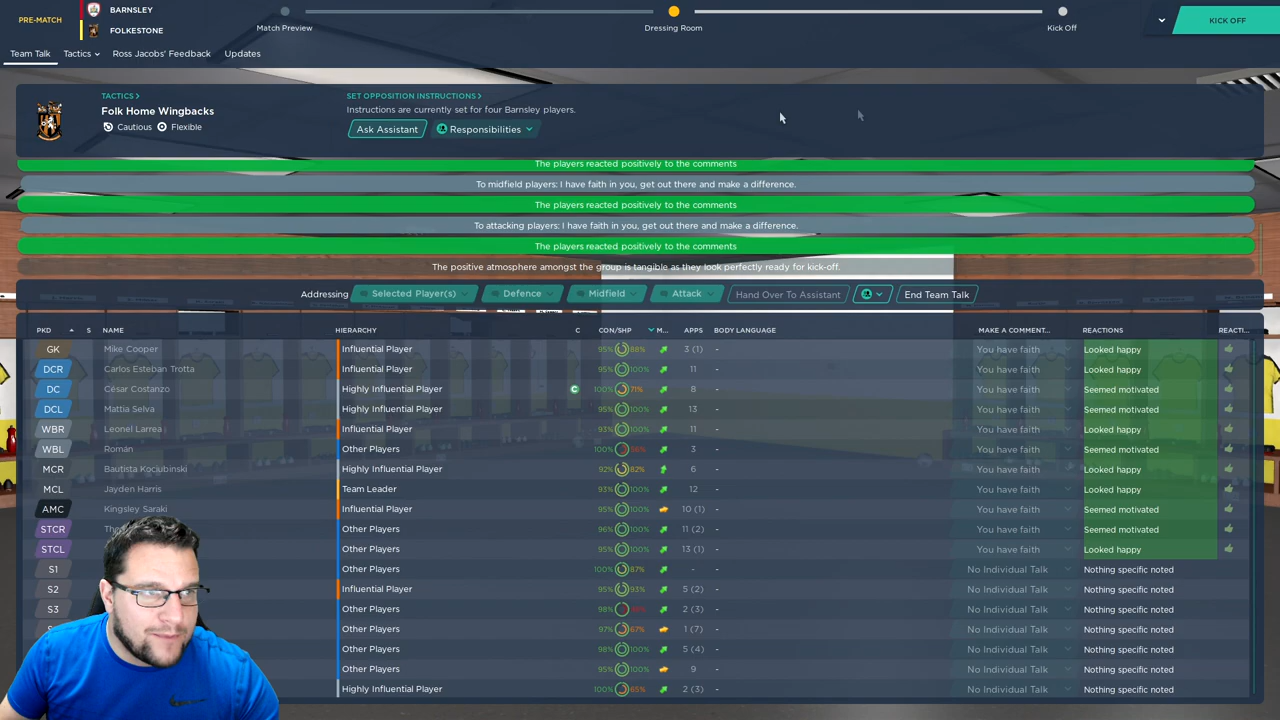 PRE-MATCH
BARNSLEY
FOLKESTONE
Match Preview
Dressing Room
Kick Off
KICK OFF
Team Talk Tactics Ross Jacobs' Feedback Updates
TACTICS >
Folk Home Wingbacks
Cautious Flexible
SET OPPOSITION INSTRUCTIONS >
Instructions are currently set for four Barnsley players.
Ask Assistant Responsibilities
The players reacted positively to the comments
To midfield players: I have faith in you, get out there and make a difference.
The players reacted positively to the comments
To attacking players: I have faith in you, get out there and make a difference.
The players reacted positively to the comments
The positive atmosphere amongst the group is tangible as they look perfectly ready for kick-off.
Addressing Selected Player(s) Defence Midfield Attack Hand Over To Assistant End Team Talk
PKD S NAME HIERARCHY C CON/SHP M... APPS BODY LANGUAGE MAKE A COMMENT... REACTIONS REACTI...
GK Mike Cooper Influential Player 95% 88% 3 (1) - You have faith Looked happy
DCR Carlos Esteban Trotta Influential Player 95% 100% 11 - You have faith Looked happy
DC César Costanzo Highly Influential Player C 100% 71% 8 - You have faith Seemed motivated
DCL Mattia Selva Highly Influential Player 95% 100% 13 - You have faith Seemed motivated
WBR Leonel Larrea Influential Player 93% 100% 11 - You have faith Looked happy
WBL Román Other Players 100% 3 - You have faith Seemed motivated
MCR Bautista Kociubinski Highly Influential Player 92% 82% 6 - You have faith Looked happy
MCL Jayden Harris Team Leader 93% 100% 12 - You have faith Looked happy
AMC Kingsley Saraki Influential Player 95% 100% 10 (1) - You have faith Seemed motivated
STCR Other Players 96% 100% 11 (2) - You have faith Seemed motivated
STCL Other Players 95% 100% 13 (1) - You have faith Looked happy
S1 Other Players 100% 87% - - No Individual Talk Nothing specific noted
S2 Influential Player 95% 93% 5 (2) - No Individual Talk Nothing specific noted
S3 Other Players 98% 2 (3) - No Individual Talk Nothing specific noted
Other Players 97% 67% 1 (7) - No Individual Talk Nothing specific noted
Other Players 98% 100% 5 (4) - No Individual Talk Nothing specific noted
Other Players 95% 100% 9 - No Individual Talk Nothing specific noted
Highly Influential Player 100% 65% 2 (3) - No Individual Talk Nothing specific noted